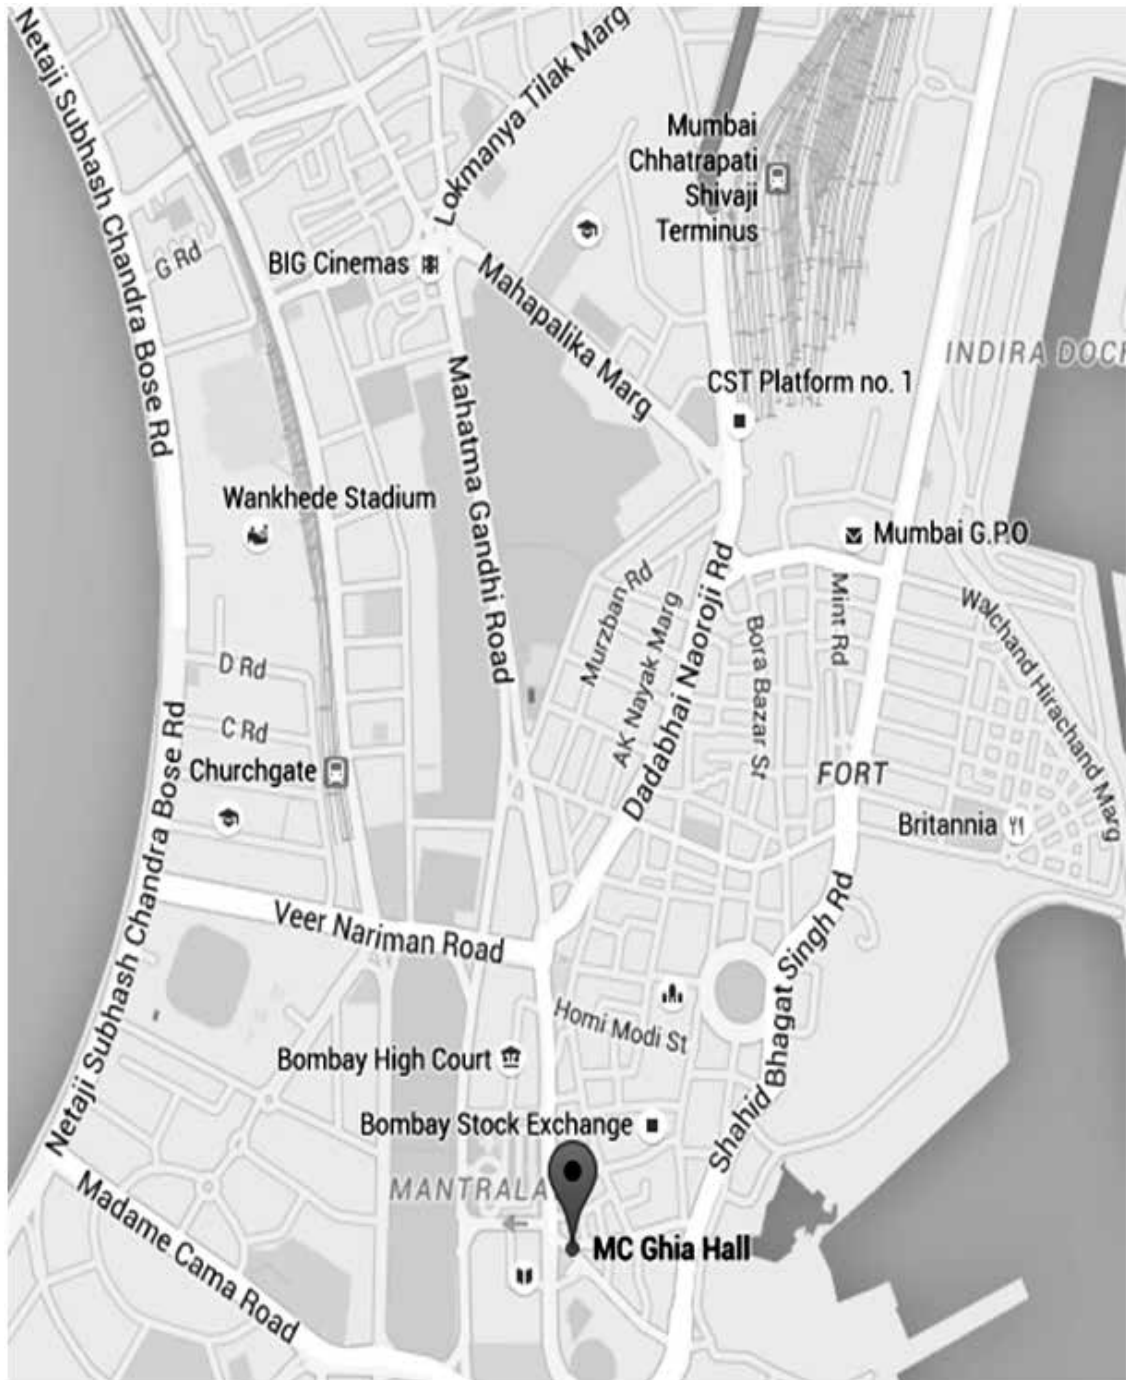 Netaji Subhash Chandra Bose Rd
Lokmanya Tilak Marg
Mumbai
Chhatrapati
Shivaji
Terminus
G Rd
BIG Cinemas
Mahapalika Marg
INDIRA DOCK
CST Platform no. 1
Mahatma Gandhi Road
Wankhede Stadium
Mumbai G.P.O
Murzban Rd
AK Nayak Marg
Dadabhai Naoroji Rd
Bora Bazar St
Mint Rd
Walchand Hirachand Marg
D Rd
C Rd
Churchgate
FORT
Britannia
Netaji Subhash Chandra Bose Rd
Veer Nariman Road
Shahid Bhagat Singh Rd
Homi Modi St
Bombay High Court
Bombay Stock Exchange
MANTRALA
Madame Cama Road
MC Ghia Hall